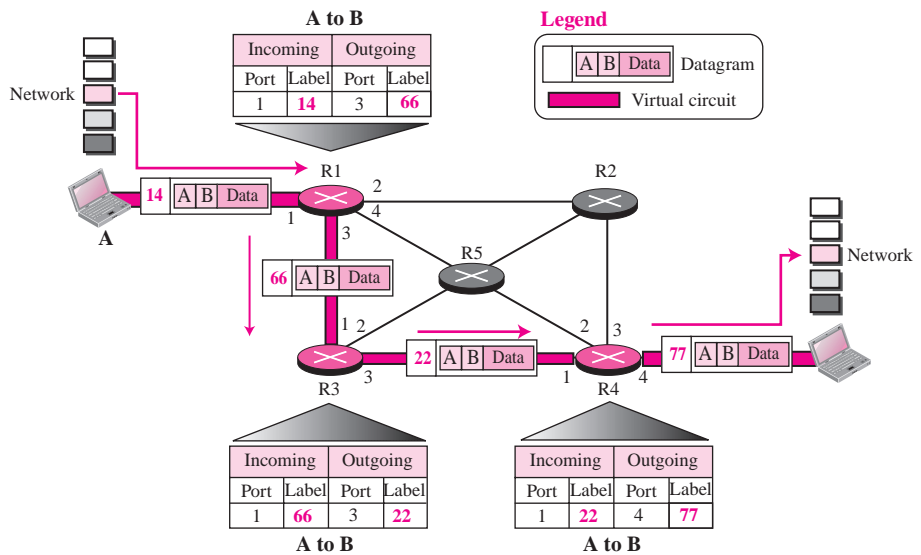 A to B
Incoming Outgoing
Port Label Port Label
1 14 3 66
Legend
A B Data Datagram
Virtual circuit
Network
R1
R2
14 A B Data
A
1
2
4
3
66 A B Data
R5
Network
1
2
R3
3
22 A B Data
2
3
1
R4
4
77 A B Data
Incoming Outgoing
Port Label Port Label
1 66 3 22
A to B
Incoming Outgoing
Port Label Port Label
1 22 4 77
A to B